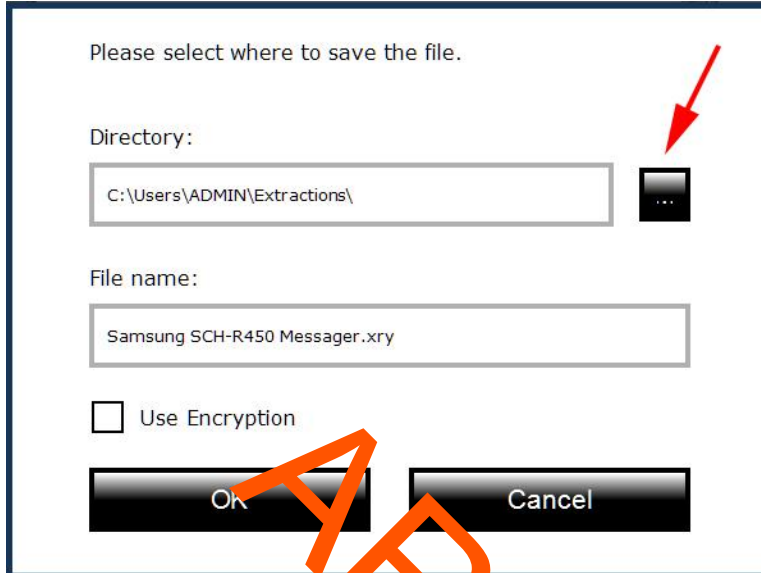 Please select where to save the file.
Directory:
C:\Users\ADMIN\Extractions\
...
File name:
Samsung SCH-R450 Messager.xry
Use Encryption
OK
Cancel